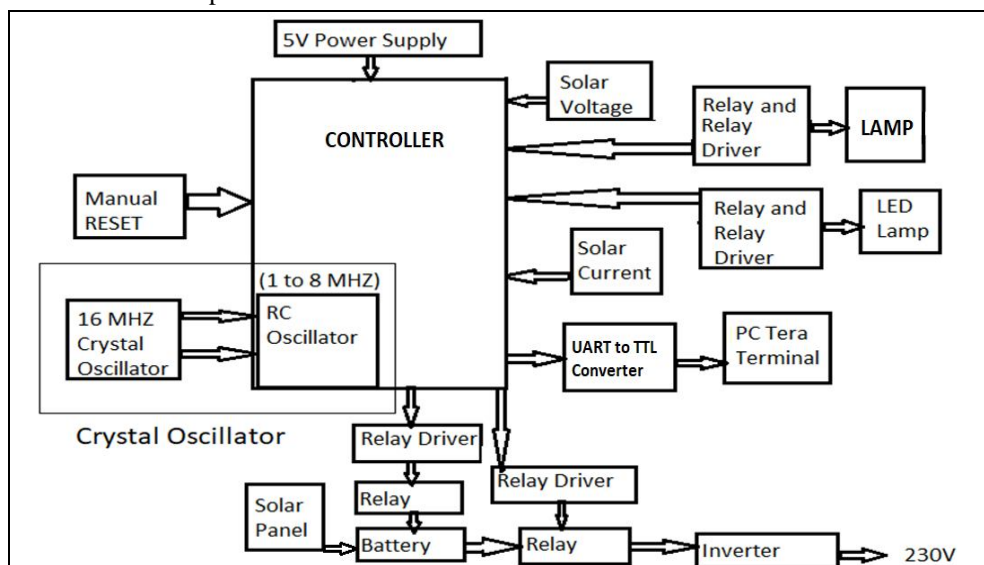 5V Power Supply
CONTROLLER
Solar
Voltage
Relay and
Relay
Driver
LAMP
Manual
RESET
Relay and
Relay
Driver
LED
Lamp
Solar
Current
(1 to 8 MHZ)
RC
Oscillator
16 MHZ
Crystal
Oscillator
UART to TTL
Converter
PC Tera
Terminal
Crystal Oscillator
Relay Driver
Relay
Relay Driver
Solar
Panel
Battery
Relay
Inverter
230V